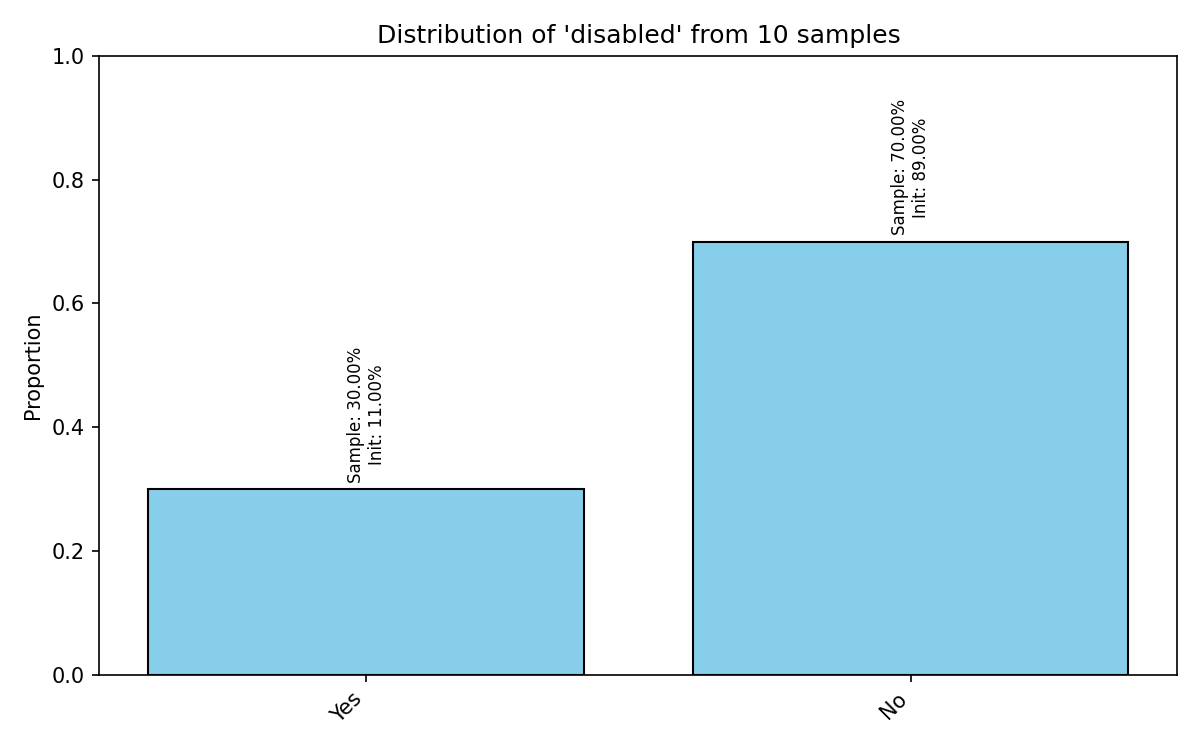 Distribution of 'disabled' from 10 samples
Proportion
1.0
0.8
0.6
0.4
0.2
0.0
Sample: 30.00%
Init: 11.00%
Sample: 70.00%
Init: 89.00%
Yes
No